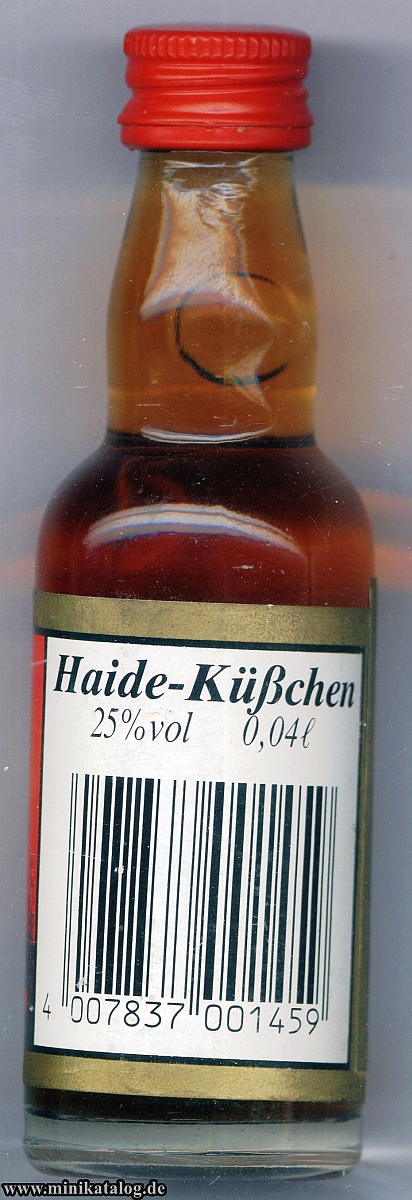 Haide-Küßchen
25%vol 0,04ℓ
4 007837 001459
www.minikatalog.de